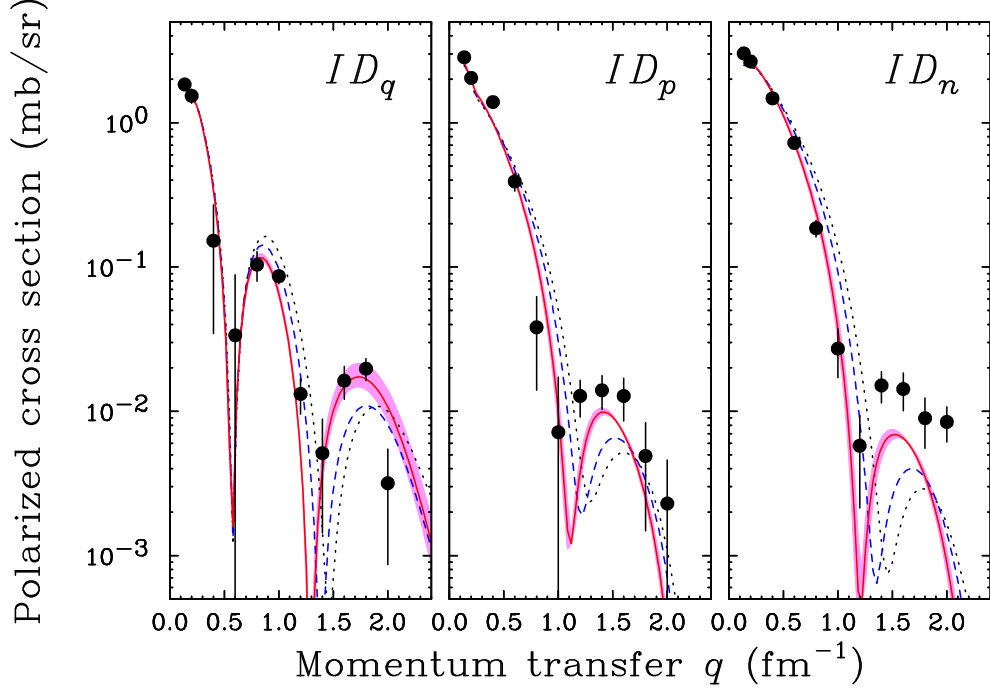 Polarized cross section (mb/sr)
ID_q ID_p ID_n
10^0
10^−1
10^−2
10^−3
0.0 0.5 1.0 1.5 2.0 0.0 0.5 1.0 1.5 2.0 0.0 0.5 1.0 1.5 2.0
Momentum transfer q (fm^−1)